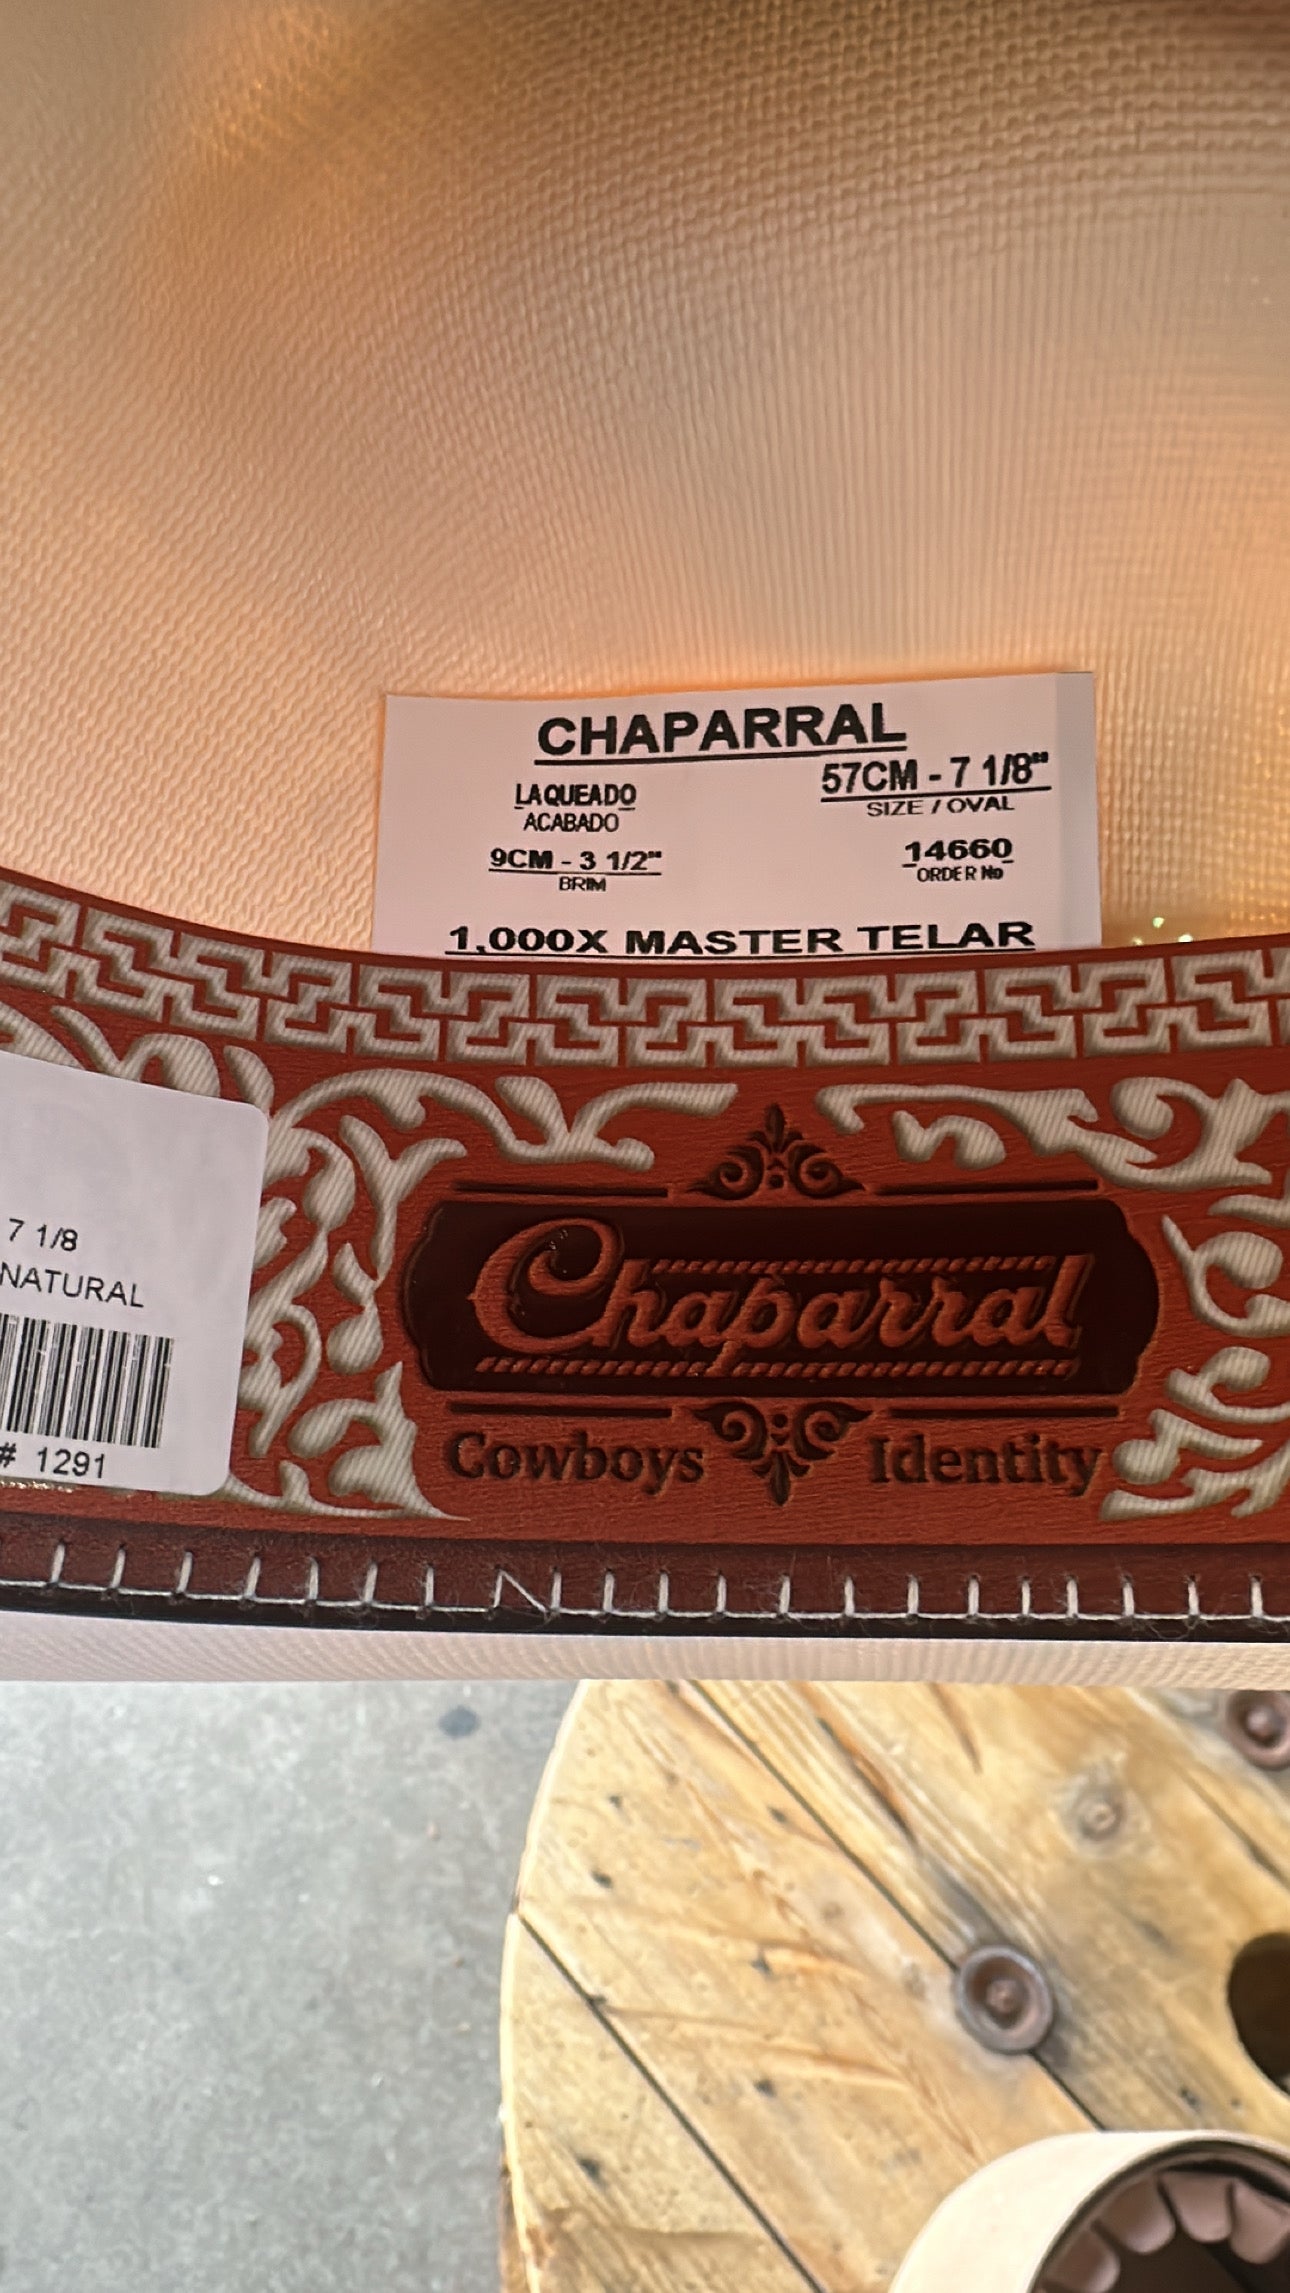 CHAPARRAL
LAQUEADO
ACABADO
57CM - 7 1/8"
SIZE / OVAL
9CM - 3 1/2"
BRIM
14660
ORDER No
1,000X MASTER TELAR
7 1/8
NATURAL
# 1291
Chaparral
Cowboys Identity